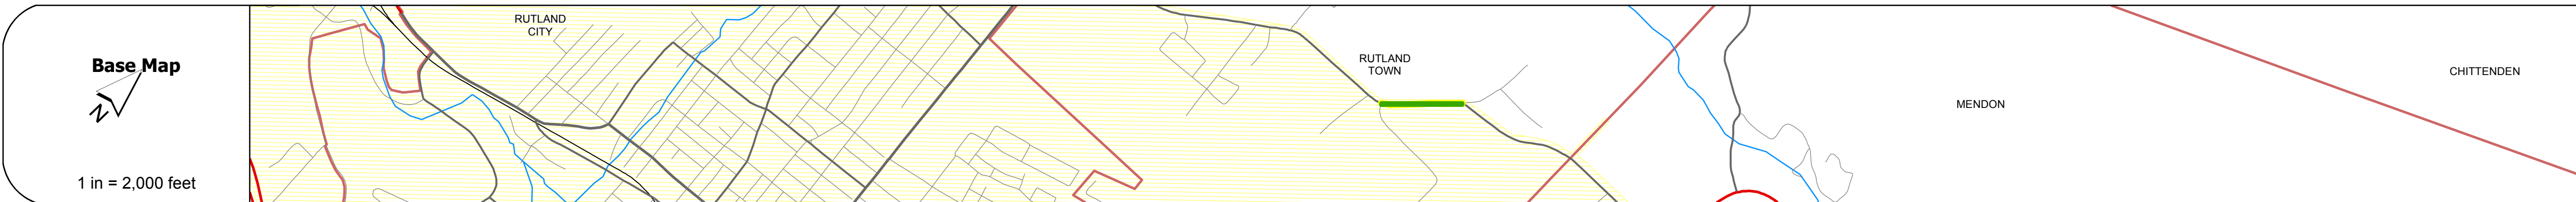 Base Map
N
1 in = 2,000 feet
RUTLAND
CITY
RUTLAND
TOWN
MENDON
CHITTENDEN